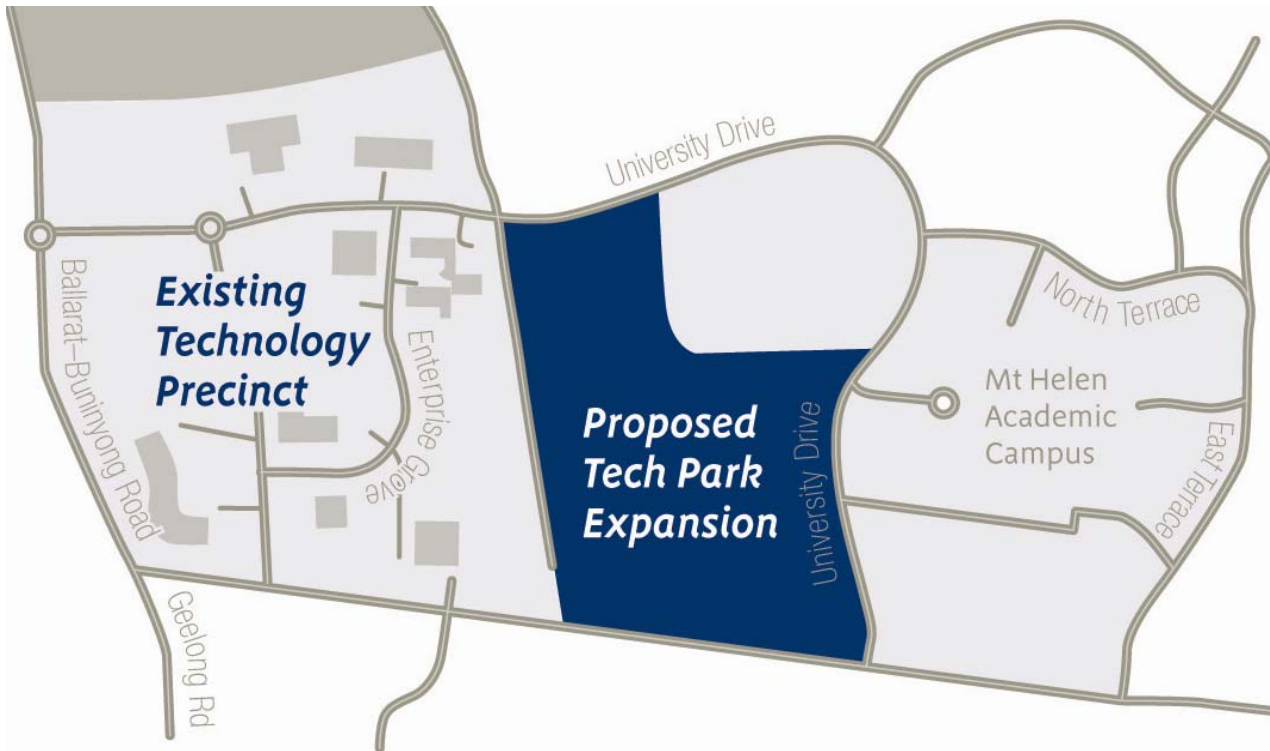 University Drive
Existing
Technology
Precinct
Ballarat–Buninyong Road
Enterprise Grove
Geelong Rd
Proposed
Tech Park
Expansion
University Drive
North Terrace
Mt Helen
Academic
Campus
East Terrace